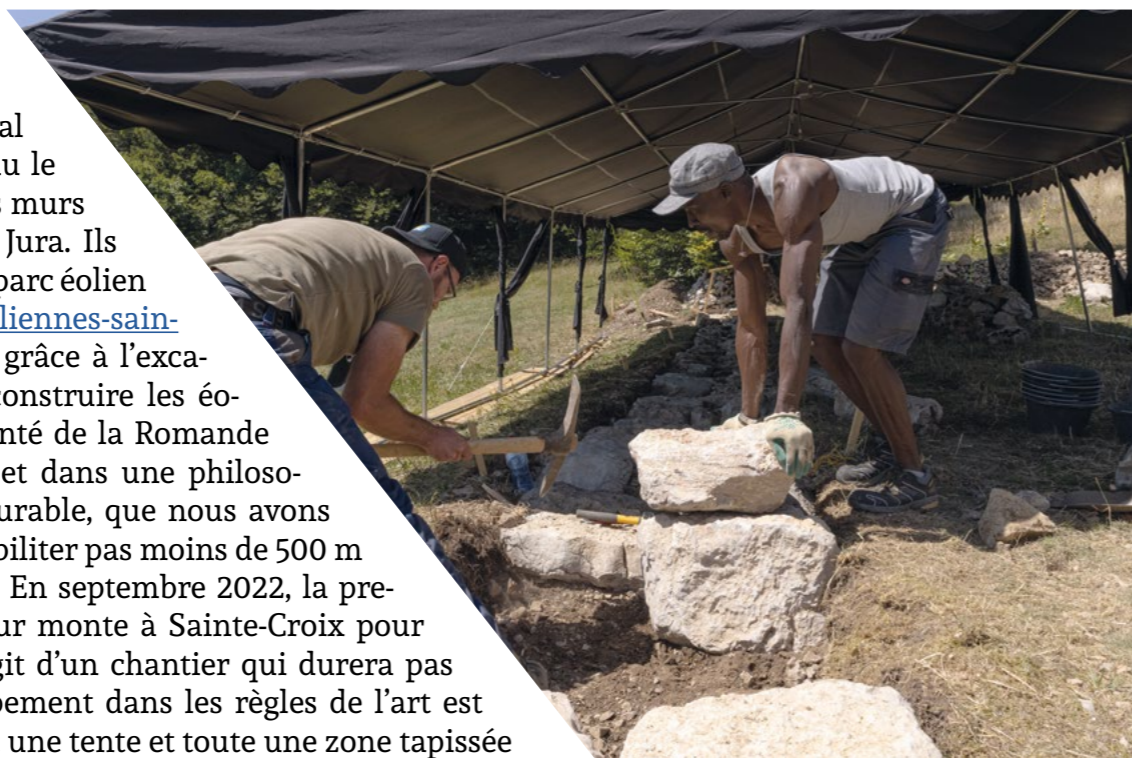 al
u le
s murs
Jura. Ils
parc éolien
liennes-sain-
grâce à l’exca-
construire les éo-
nté de la Romande
et dans une philoso-
urable, que nous avons
biliter pas moins de 500 m
En septembre 2022, la pre-
ur monte à Sainte-Croix pour
git d’un chantier qui durera pas
pement dans les règles de l’art est
une tente et toute une zone tapissée